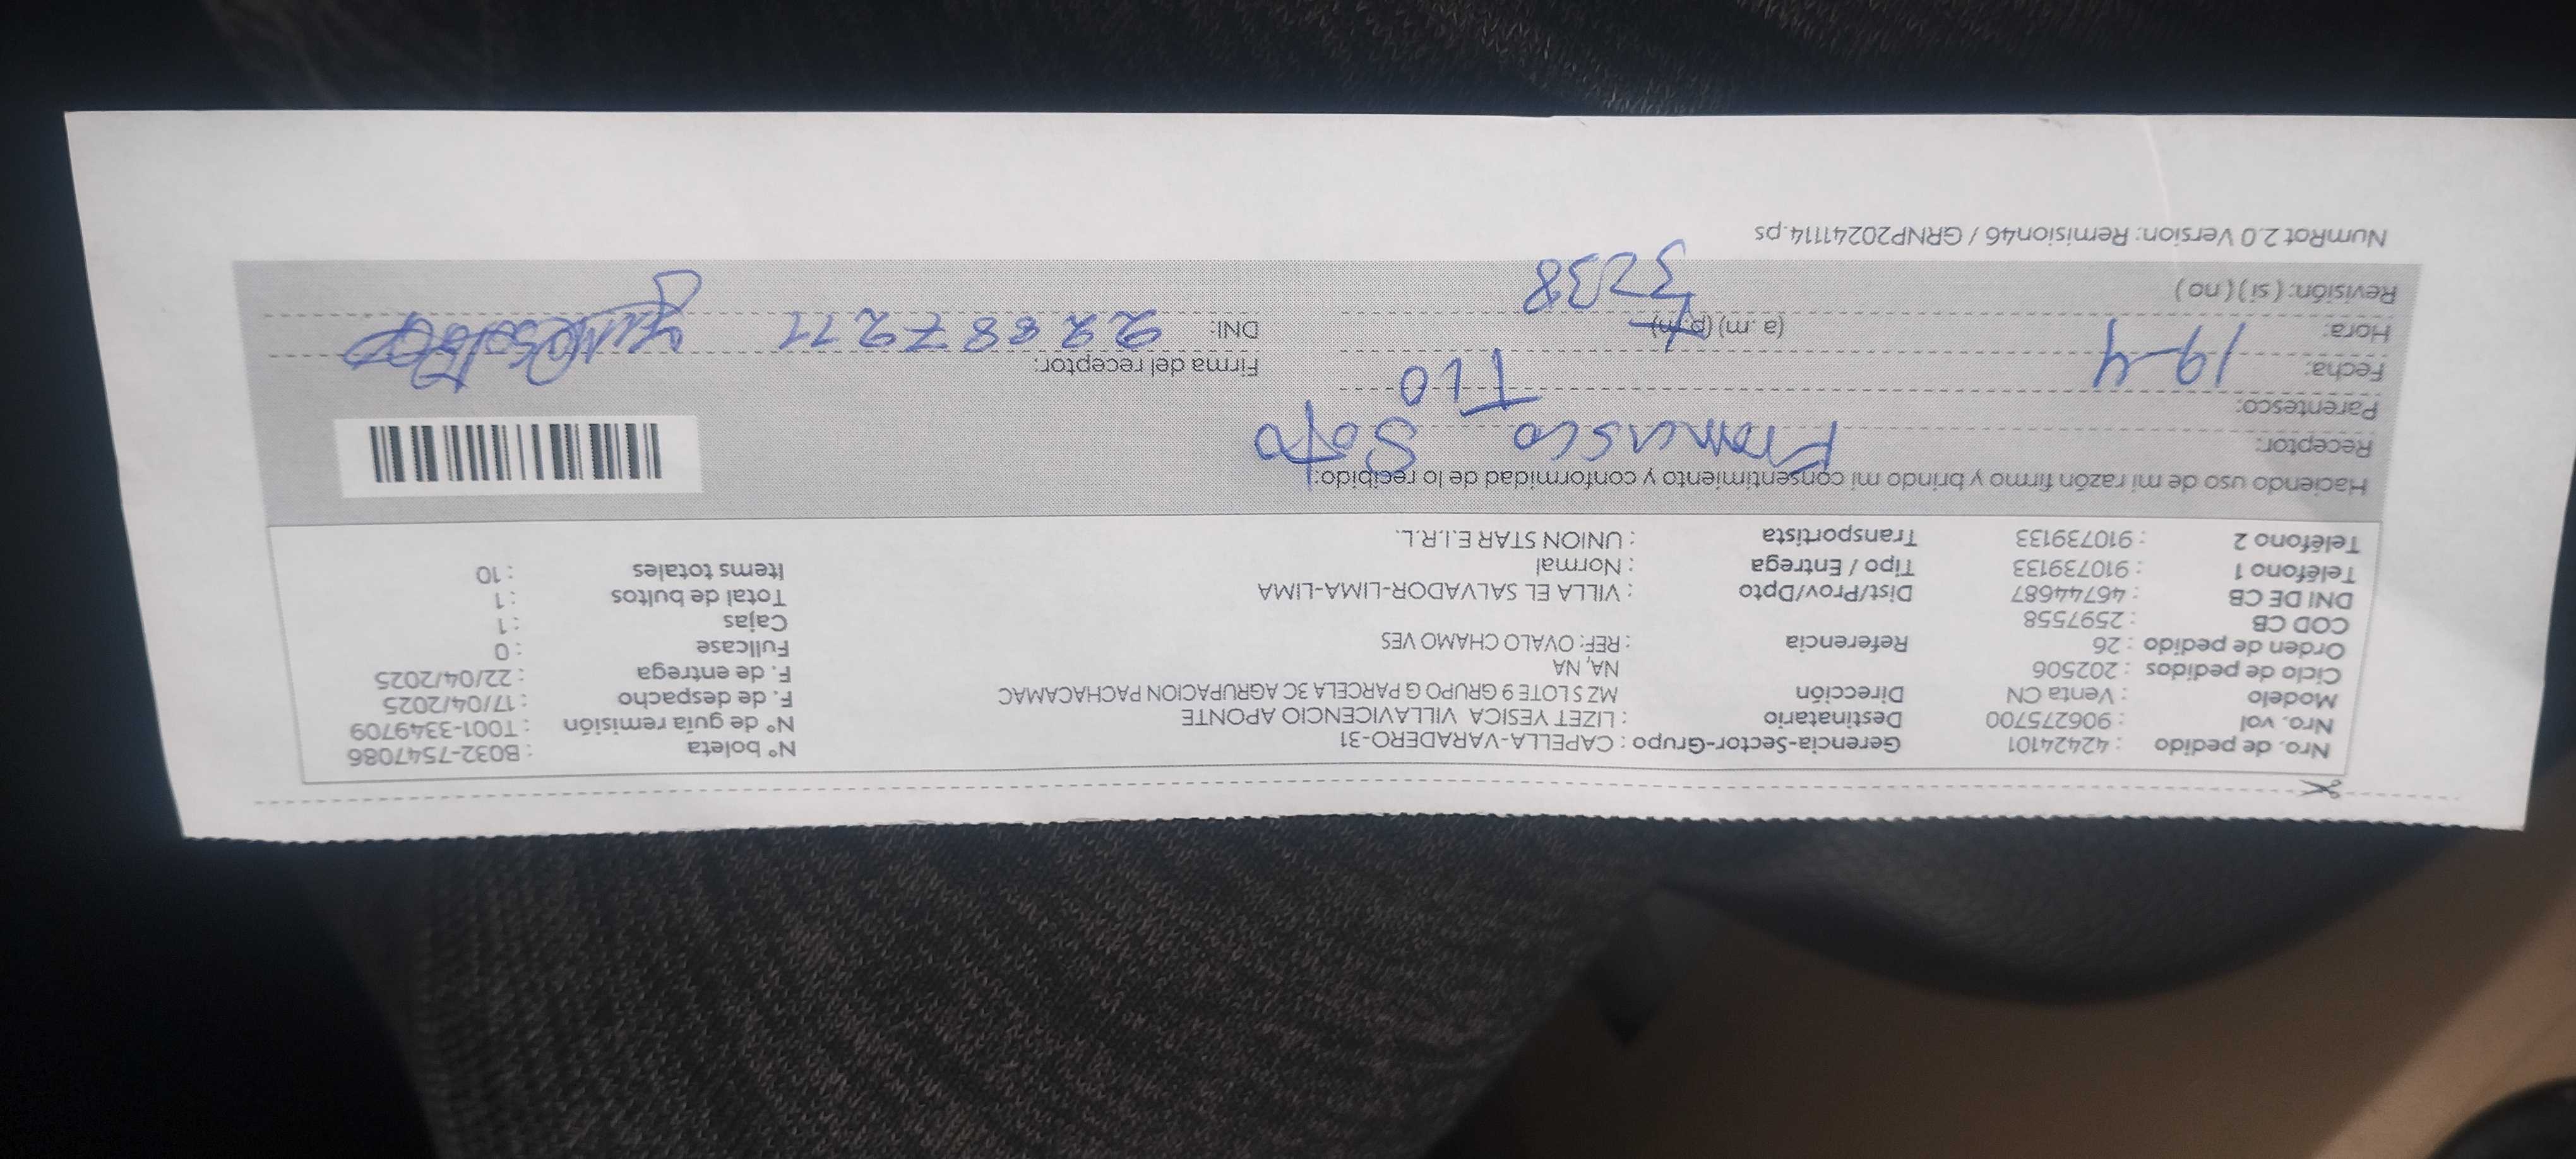 Nro. de pedido : 42424101 Gerencia-Sector-Grupo : CAPELLA-VARADERO-31 N° boleta : B032-7547086
Nro. vol : 906275700 Destinatario : LIZET YESICA VILLAVICENCIO APONTE N° de guía remisión : T001-3349709
Modelo : Venta CN Dirección MZ S LOTE 9 GRUPO G PARCELA 3C AGRUPACION PACHACAMAC F. de despacho : 17/04/2025
Ciclo de pedidos : 202506 NA, NA F. de entrega : 22/04/2025
Orden de pedido : 26 Referencia : REF: OVALO CHAMO VES Fullcase : 0
COD CB : 2597558 Cajas : 1
DNI DE CB : 46744687 Dist/Prov/Dpto : VILLA EL SALVADOR-LIMA-LIMA Total de bultos : 1
Teléfono 1 : 910739133 Tipo / Entrega : Normal Items totales : 10
Teléfono 2 : 910739133 Transportista : UNION STAR E.I.R.L.
Haciendo uso de mi razón firmo y brindo mi consentimiento y conformidad de lo recibido:
Receptor: Francisco Soto
Parentesco: TIO
Fecha: 19-4 Firma del receptor:
Hora: (a. m) (p. m) DNI:
Revisión: ( si ) ( no ) 3238
NumRot 2.0 Version: Remision46 / GRNP20241114.ps